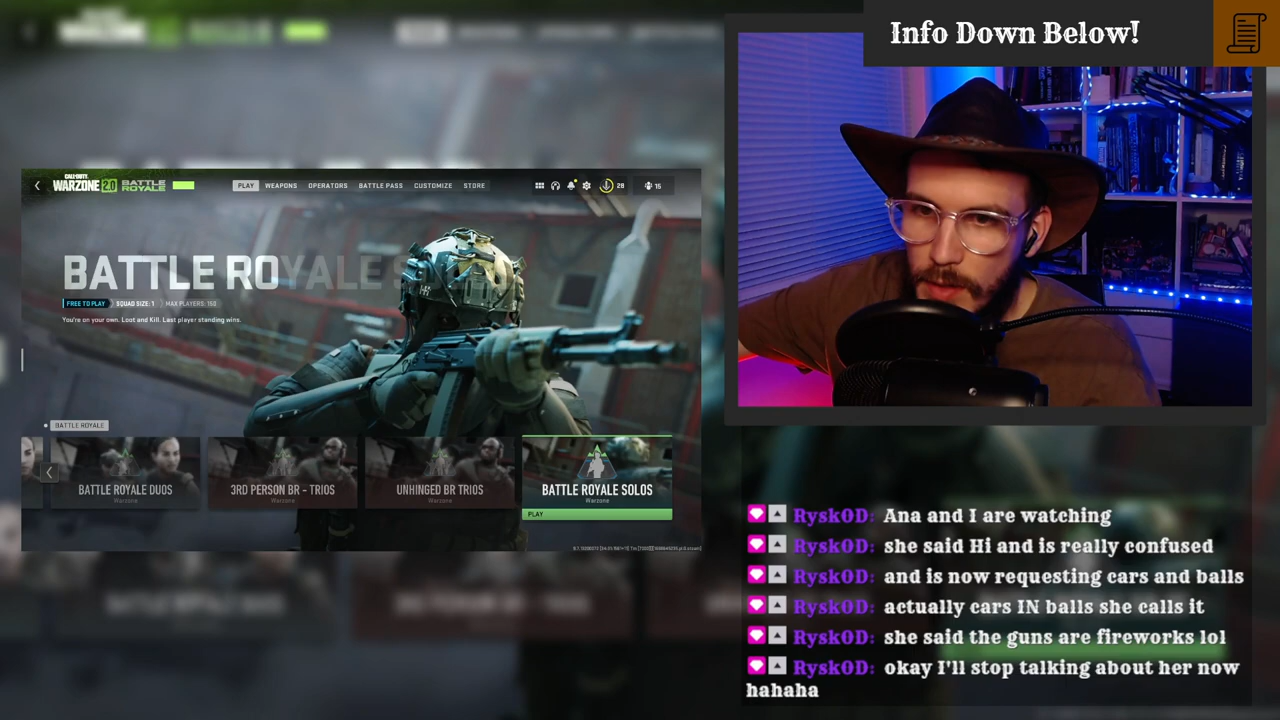 Info Down Below!
CALL OF DUTY
WARZONE 2.0 BATTLE ROYALE
PLAY WEAPONS OPERATORS BATTLE PASS CUSTOMIZE STORE
28
15
BATTLE ROYALE S
FREE TO PLAY SQUAD SIZE: 1 MAX PLAYERS: 150
You're on your own. Loot and Kill. Last player standing wins.
BATTLE ROYALE
BATTLE ROYALE DUOS
Warzone
3RD PERSON BR - TRIOS
Warzone
UNHINGED BR TRIOS
Warzone
BATTLE ROYALE SOLOS
Warzone
PLAY
RyskOD: Ana and I are watching
RyskOD: she said Hi and is really confused
RyskOD: and is now requesting cars and balls
RyskOD: actually cars IN balls she calls it
RyskOD: she said the guns are fireworks lol
RyskOD: okay I'll stop talking about her now
hahaha